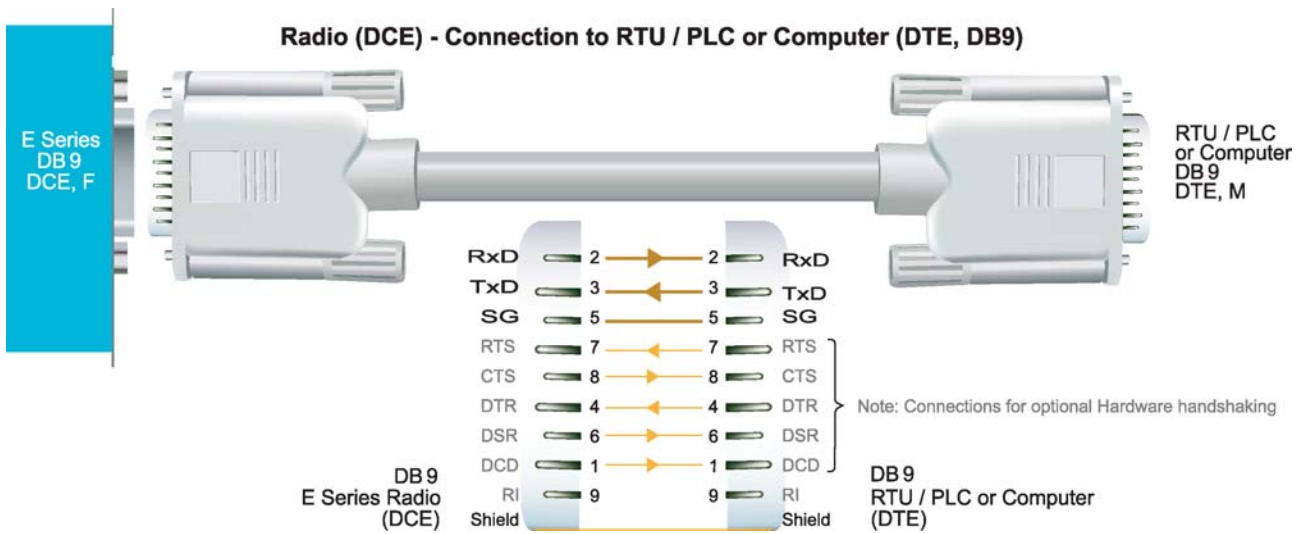 Radio (DCE) - Connection to RTU / PLC or Computer (DTE, DB9)
E Series
DB 9
DCE, F
RTU / PLC
or Computer
DB 9
DTE, M
RxD 2 2 RxD
TxD 3 3 TxD
SG 5 5 SG
RTS 7 7 RTS
CTS 8 8 CTS
DTR 4 4 DTR
Note: Connections for optional Hardware handshaking
DSR 6 6 DSR
DCD 1 1 DCD
RI 9 9 RI
Shield Shield
DB 9
E Series Radio
(DCE)
DB 9
RTU / PLC or Computer
(DTE)